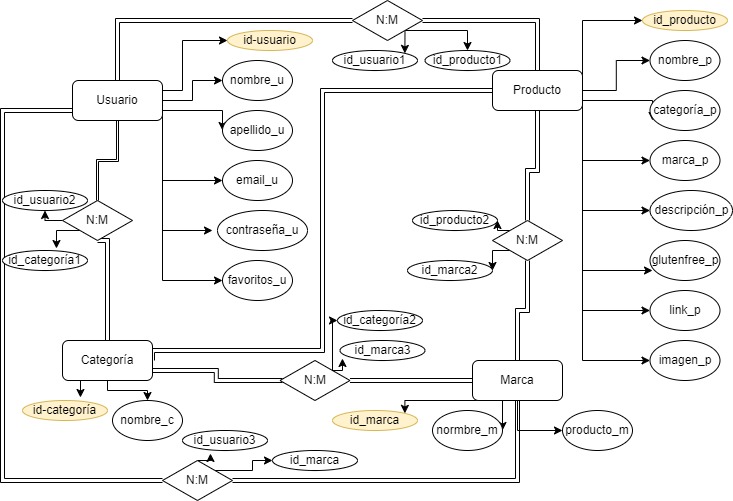 N:M
id_producto
id-usuario
id_usuario1
id_producto1
nombre_p
nombre_u
Usuario
Producto
categoría_p
apellido_u
marca_p
email_u
id_usuario2
N:M
id_producto2
descripción_p
contraseña_u
N:M
id_categoría1
glutenfree_p
id_marca2
favoritos_u
link_p
id_categoría2
id_marca3
imagen_p
Categoría
N:M
Marca
id-categoría
nombre_c
id_marca
normbre_m
producto_m
id_usuario3
id_marca
N:M